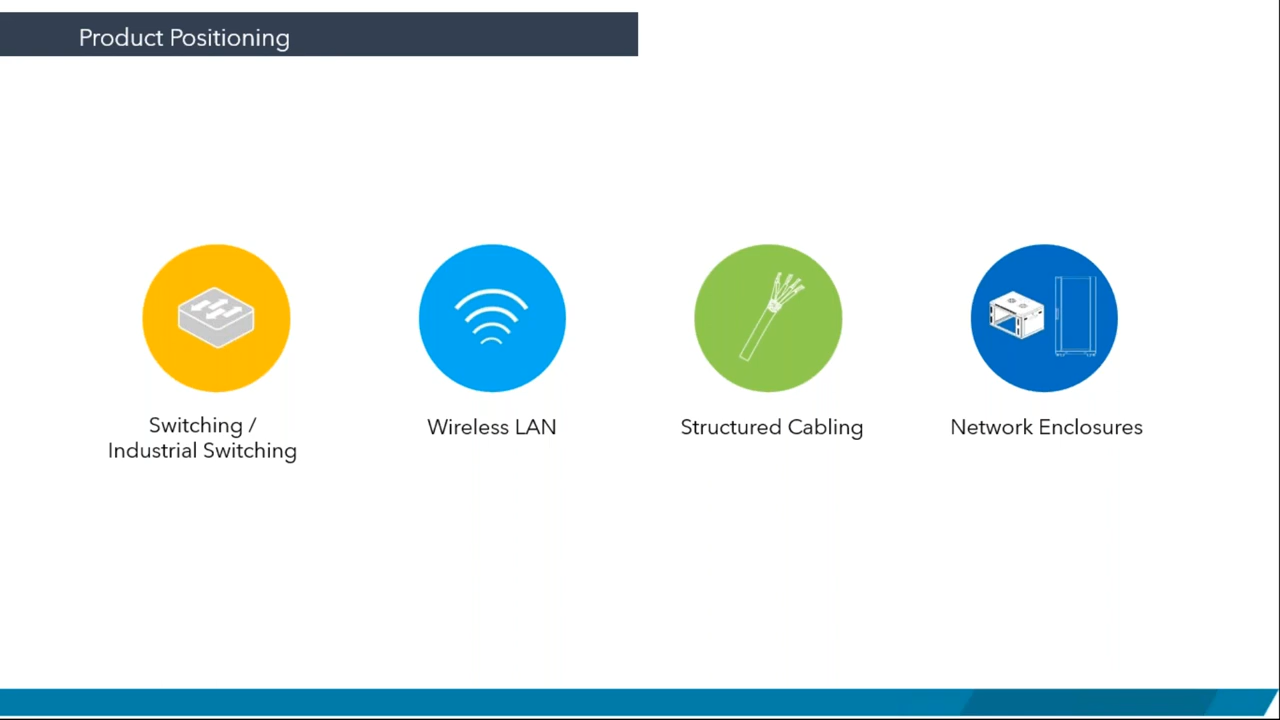 Product Positioning
Switching /
Industrial Switching
Wireless LAN
Structured Cabling
Network Enclosures